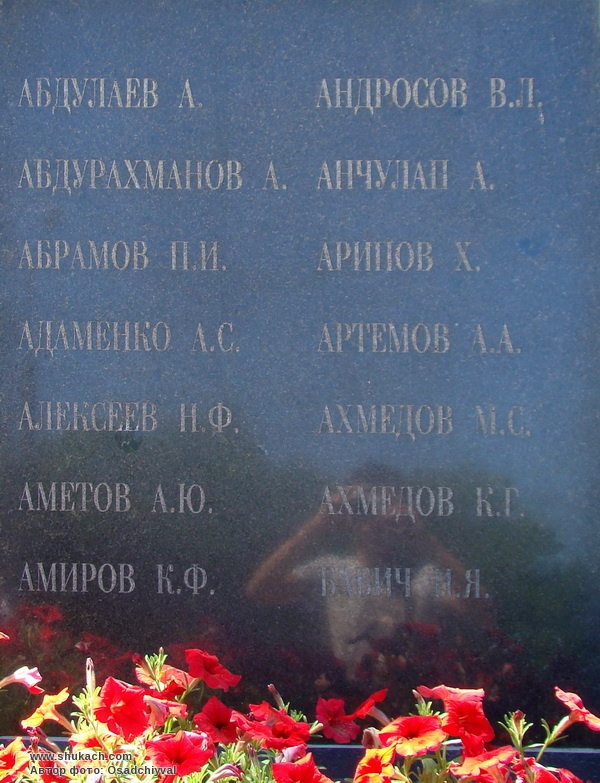 АБДУЛАЕВ А.
АБДУРАХМАНОВ А.
АБРАМОВ П.И.
АДАМЕНКО А.С.
АЛЕКСЕЕВ Н.Ф.
АМЕТОВ А.Ю.
АМИРОВ К.Ф.
АНДРОСОВ В.Л.
АНЧУЛАП А.
АРИПОВ Х.
АРТЕМОВ А.А.
АХМЕДОВ М.С.
АХМЕДОВ К.Г.
www.shukach.com
Автор фото: Osadchiyval